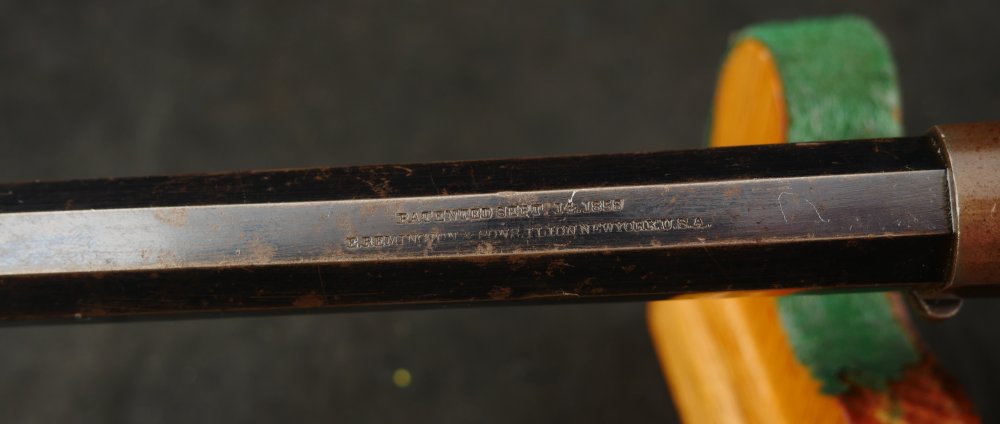 PATENTED SEPT. 14. 1858
E. REMINGTON & SONS ILION NEW YORK U.S.A.